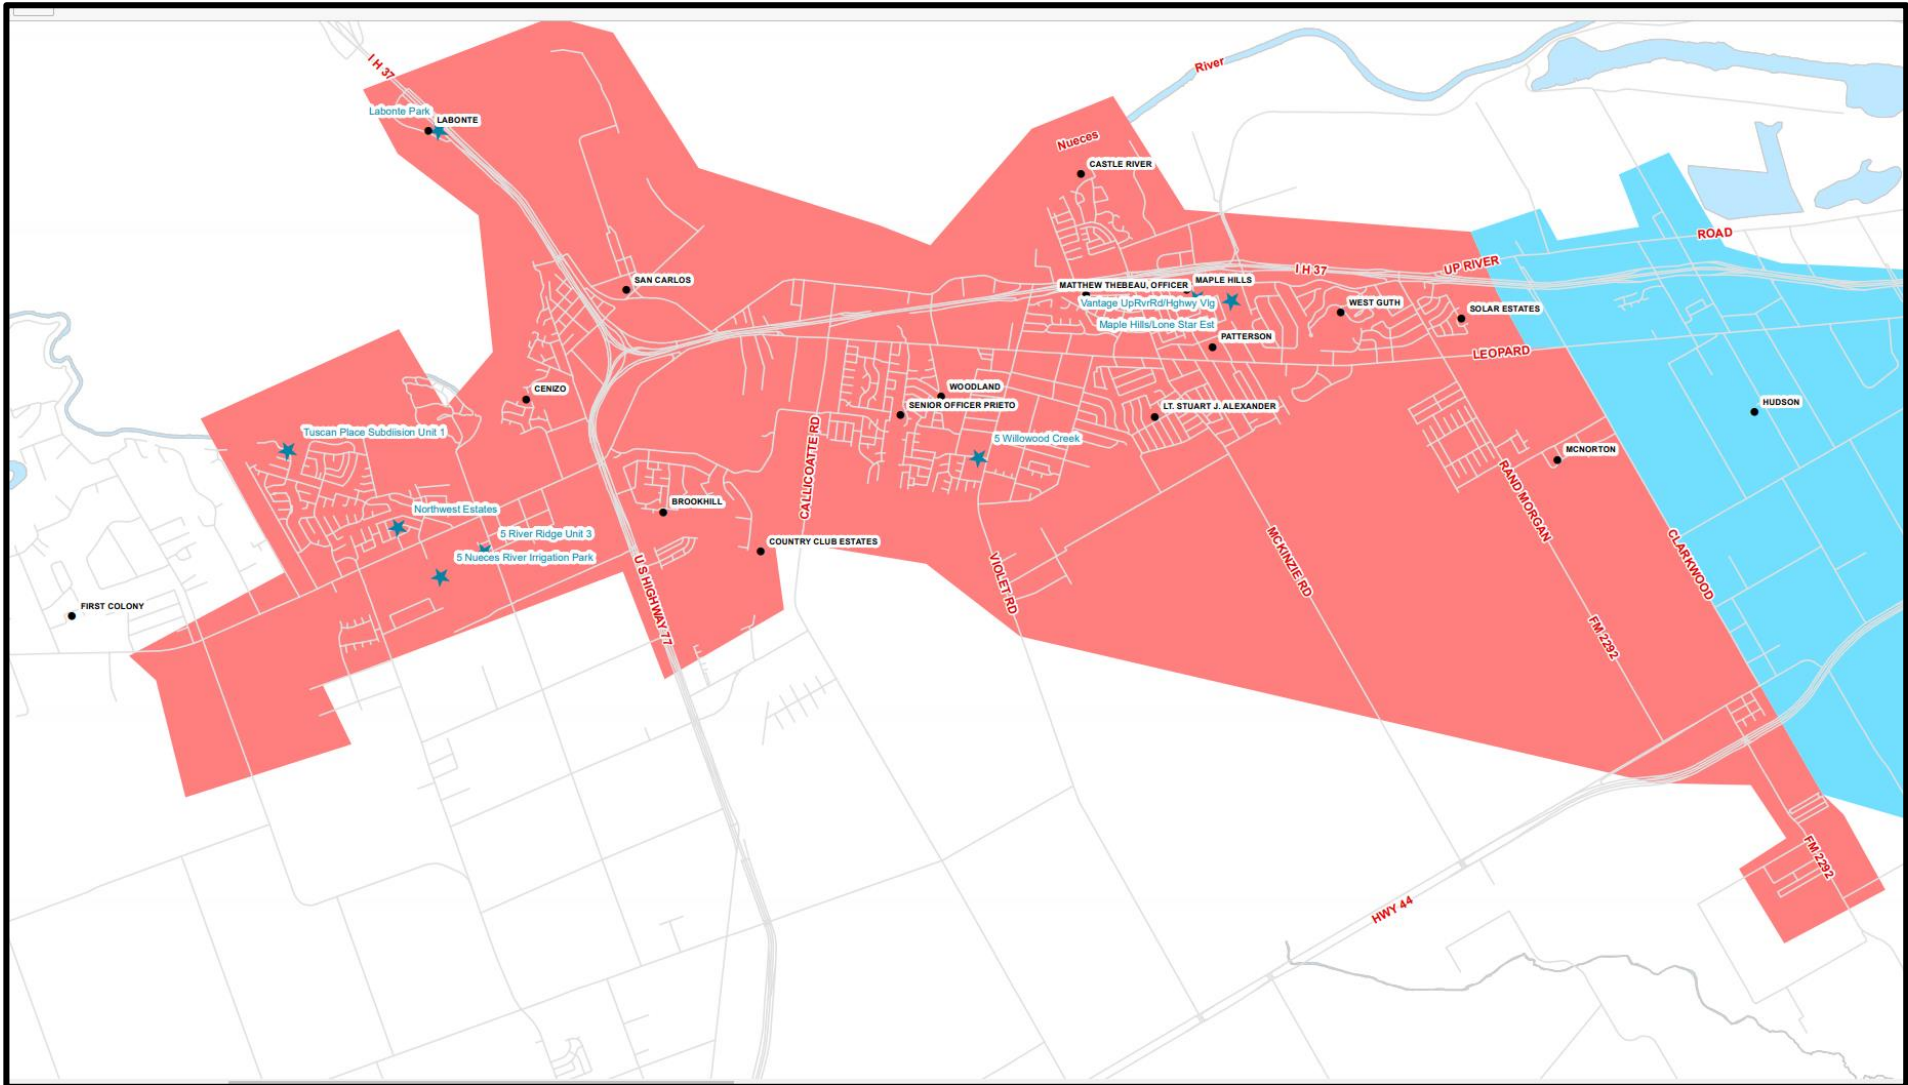 I H 37
River
Labonte Park
LABONTE
Nueces
CASTLE RIVER
ROAD
UP RIVER
I H 37
SAN CARLOS
MAPLE HILLS
MATTHEW THEBEAU, OFFICER
Vantage UpRvrRd/Hghwy Vlg
WEST GUTH
SOLAR ESTATES
Maple Hills/Lone Star Est
PATTERSON
LEOPARD
CENIZO
WOODLAND
SENIOR OFFICER PRIETO
LT. STUART J. ALEXANDER
HUDSON
Tuscan Place Subdiision Unit 1
5 Willowood Creek
CALLICOATTE RD
MCNORTON
BROOKHILL
RAND MORGAN
Northwest Estates
5 River Ridge Unit 3
COUNTRY CLUB ESTATES
5 Nueces River Irrigation Park
MCKINZIE RD
CLARKWOOD
VIOLET RD
U S HIGHWAY 77
FIRST COLONY
FM 2292
FM 2292
HWY 44